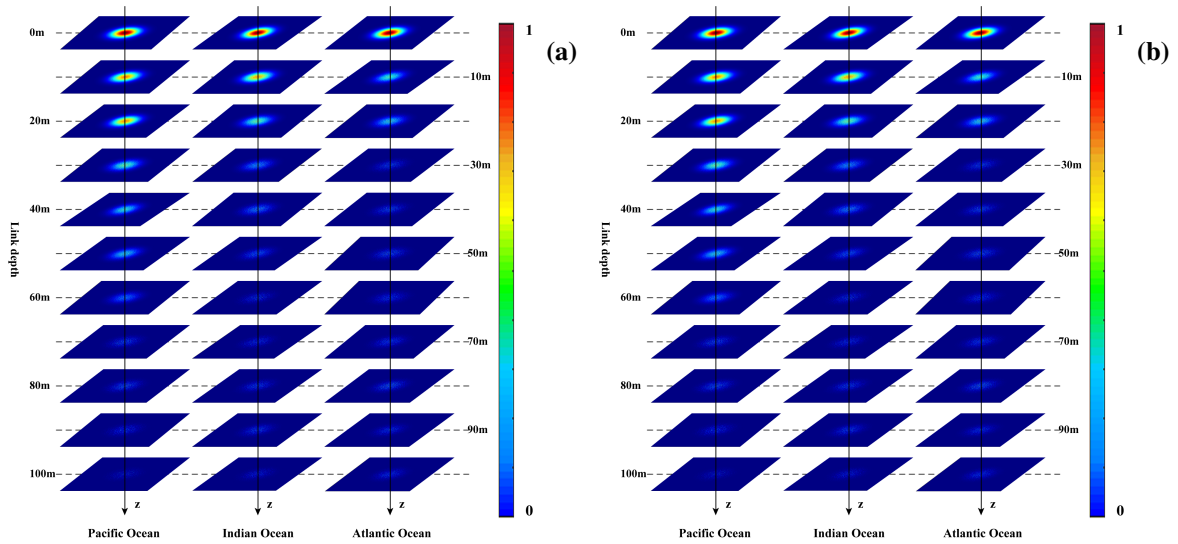 0m
10m
20m
30m
40m
50m
60m
70m
80m
90m
100m
Link depth
z
z
z
Pacific Ocean
Indian Ocean
Atlantic Ocean
1
0
(a)
0m
10m
20m
30m
40m
50m
60m
70m
80m
90m
100m
Link depth
z
z
z
Pacific Ocean
Indian Ocean
Atlantic Ocean
1
0
(b)